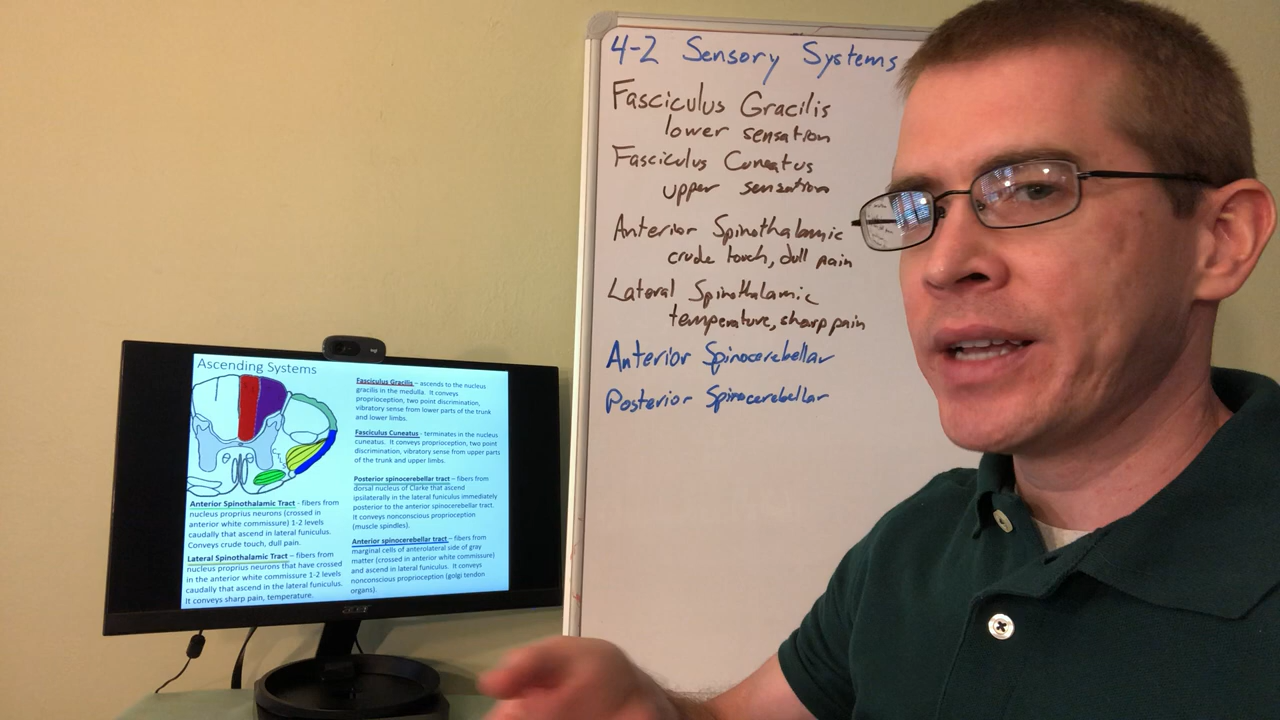 4-2 Sensory Systems
Fasciculus Gracilis
lower sensation
Fasciculus Cuneatus
upper sensation
Anterior Spinothalamic
crude touch, dull pain
Lateral Spinothalamic
temperature, sharp pain
Anterior Spinocerebellar
Posterior Spinocerebellar
Ascending Systems
Fasciculus Gracilis – ascends to the nucleus
gracilis in the medulla. It conveys
proprioception, two point discrimination,
vibratory sense from lower parts of the trunk
and lower limbs.
Fasciculus Cuneatus - terminates in the nucleus
cuneatus. It conveys proprioception, two point
discrimination, vibratory sense from upper parts
of the trunk and upper limbs.
Posterior spinocerebellar tract – fibers from
dorsal nucleus of Clarke that ascend
ipsilaterally in the lateral funiculus immediately
posterior to the anterior spinocerebellar tract.
It conveys nonconscious proprioception
(muscle spindles).
Anterior spinocerebellar tract – fibers from
marginal cells of anterolateral side of gray
matter (crossed in anterior white commissure)
and ascend in lateral funiculus. It conveys
nonconscious proprioception (golgi tendon
organs).
Anterior Spinothalamic Tract - fibers from
nucleus proprius neurons (crossed in
anterior white commissure) 1-2 levels
caudally that ascend in lateral funiculus.
Conveys crude touch, dull pain.
Lateral Spinothalamic Tract – fibers from
nucleus proprius neurons that have crossed
in the anterior white commissure 1-2 levels
caudally that ascend in the lateral funiculus.
It conveys sharp pain, temperature.
acer